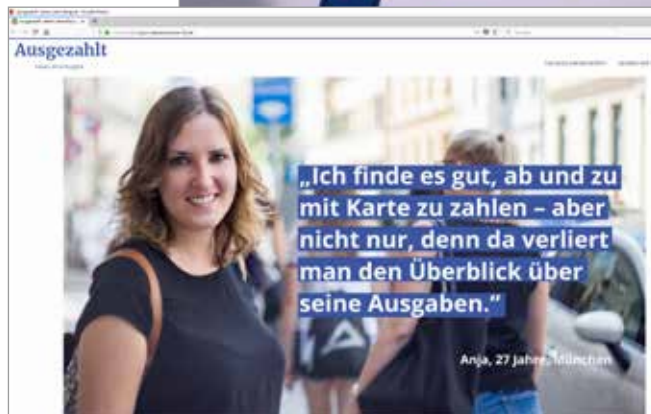 Ausgezahlt
„Ich finde es gut, ab und zu
mit Karte zu zahlen – aber
nicht nur, denn da verliert
man den Überblick über
seine Ausgaben.“
Anja, 27 Jahre, München